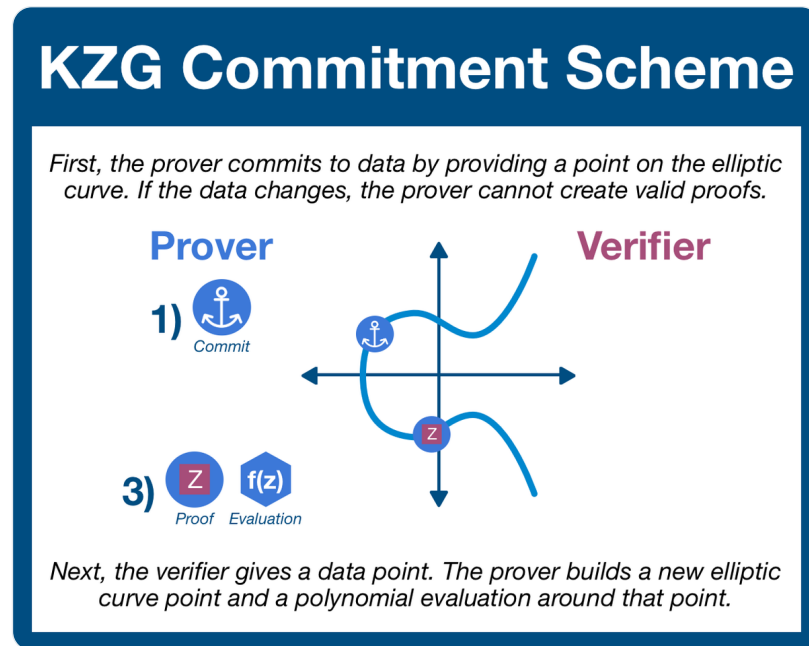 KZG Commitment Scheme
First, the prover commits to data by providing a point on the elliptic
curve. If the data changes, the prover cannot create valid proofs.
Prover
Verifier
1)
Commit
Z
3)
Z
f(z)
Proof
Evaluation
Next, the verifier gives a data point. The prover builds a new elliptic
curve point and a polynomial evaluation around that point.